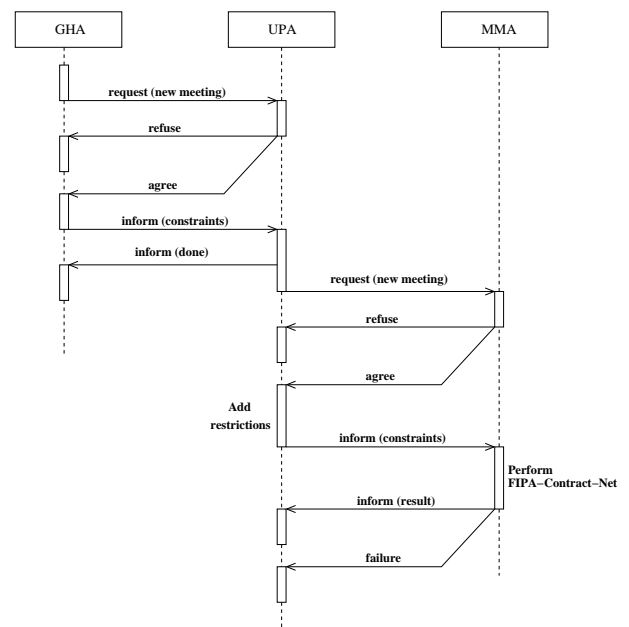 GHA
UPA
MMA
request (new meeting)
refuse
agree
inform (constraints)
inform (done)
request (new meeting)
refuse
agree
Add
restrictions
inform (constraints)
Perform
FIPA−Contract−Net
inform (result)
failure